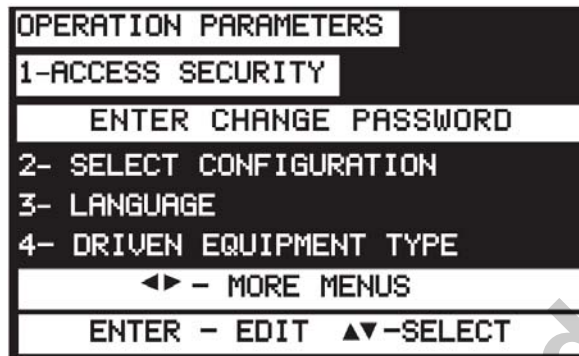 OPERATION PARAMETERS
1-ACCESS SECURITY
ENTER CHANGE PASSWORD
2- SELECT CONFIGURATION
3- LANGUAGE
4- DRIVEN EQUIPMENT TYPE
◄► - MORE MENUS
ENTER - EDIT ▲▼-SELECT